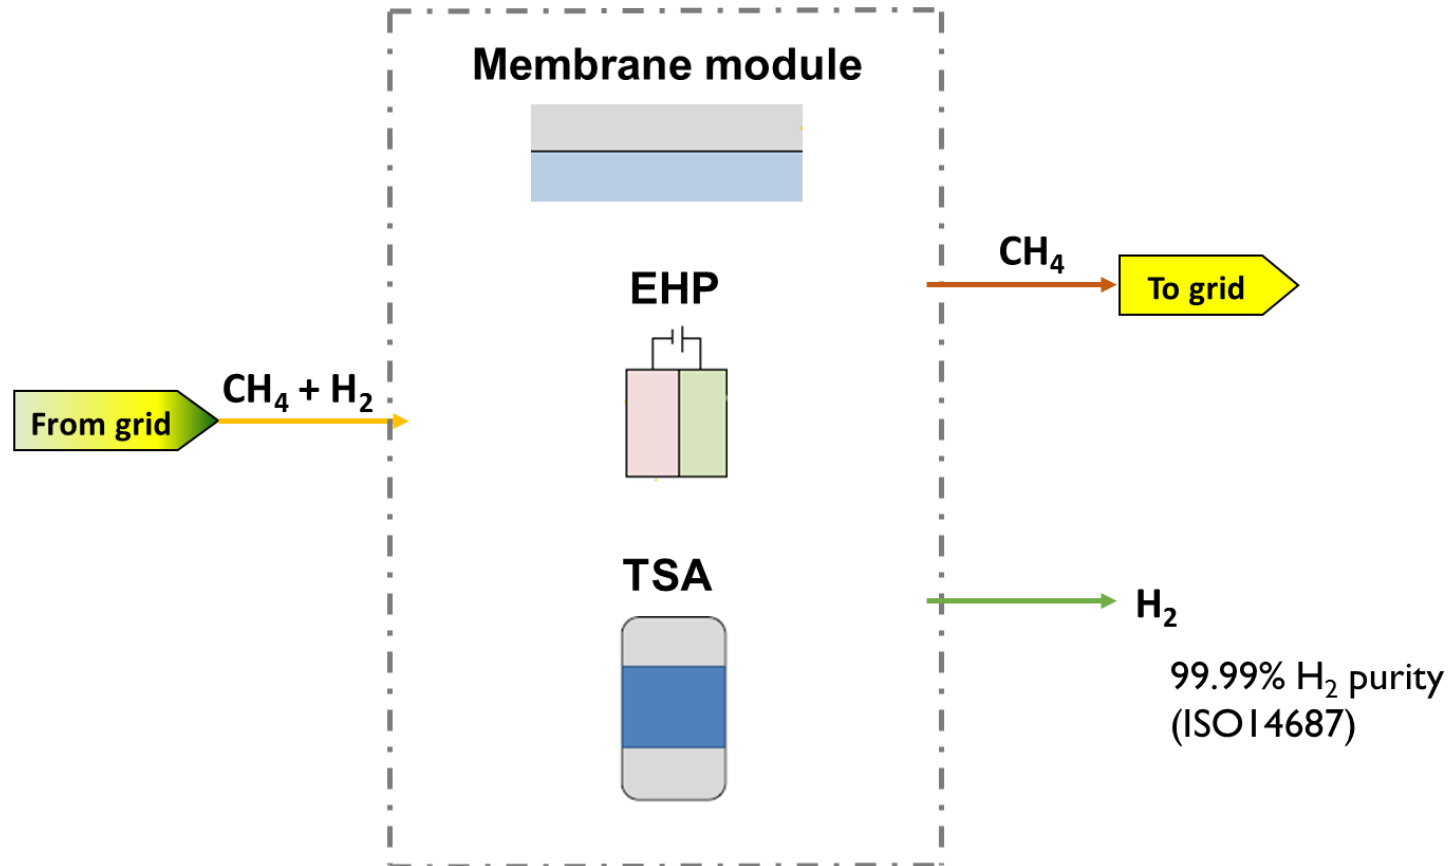 Membrane module
EHP
TSA
From grid
CH₄ + H₂
CH₄
To grid
H₂
99.99% H₂ purity
(ISO14687)